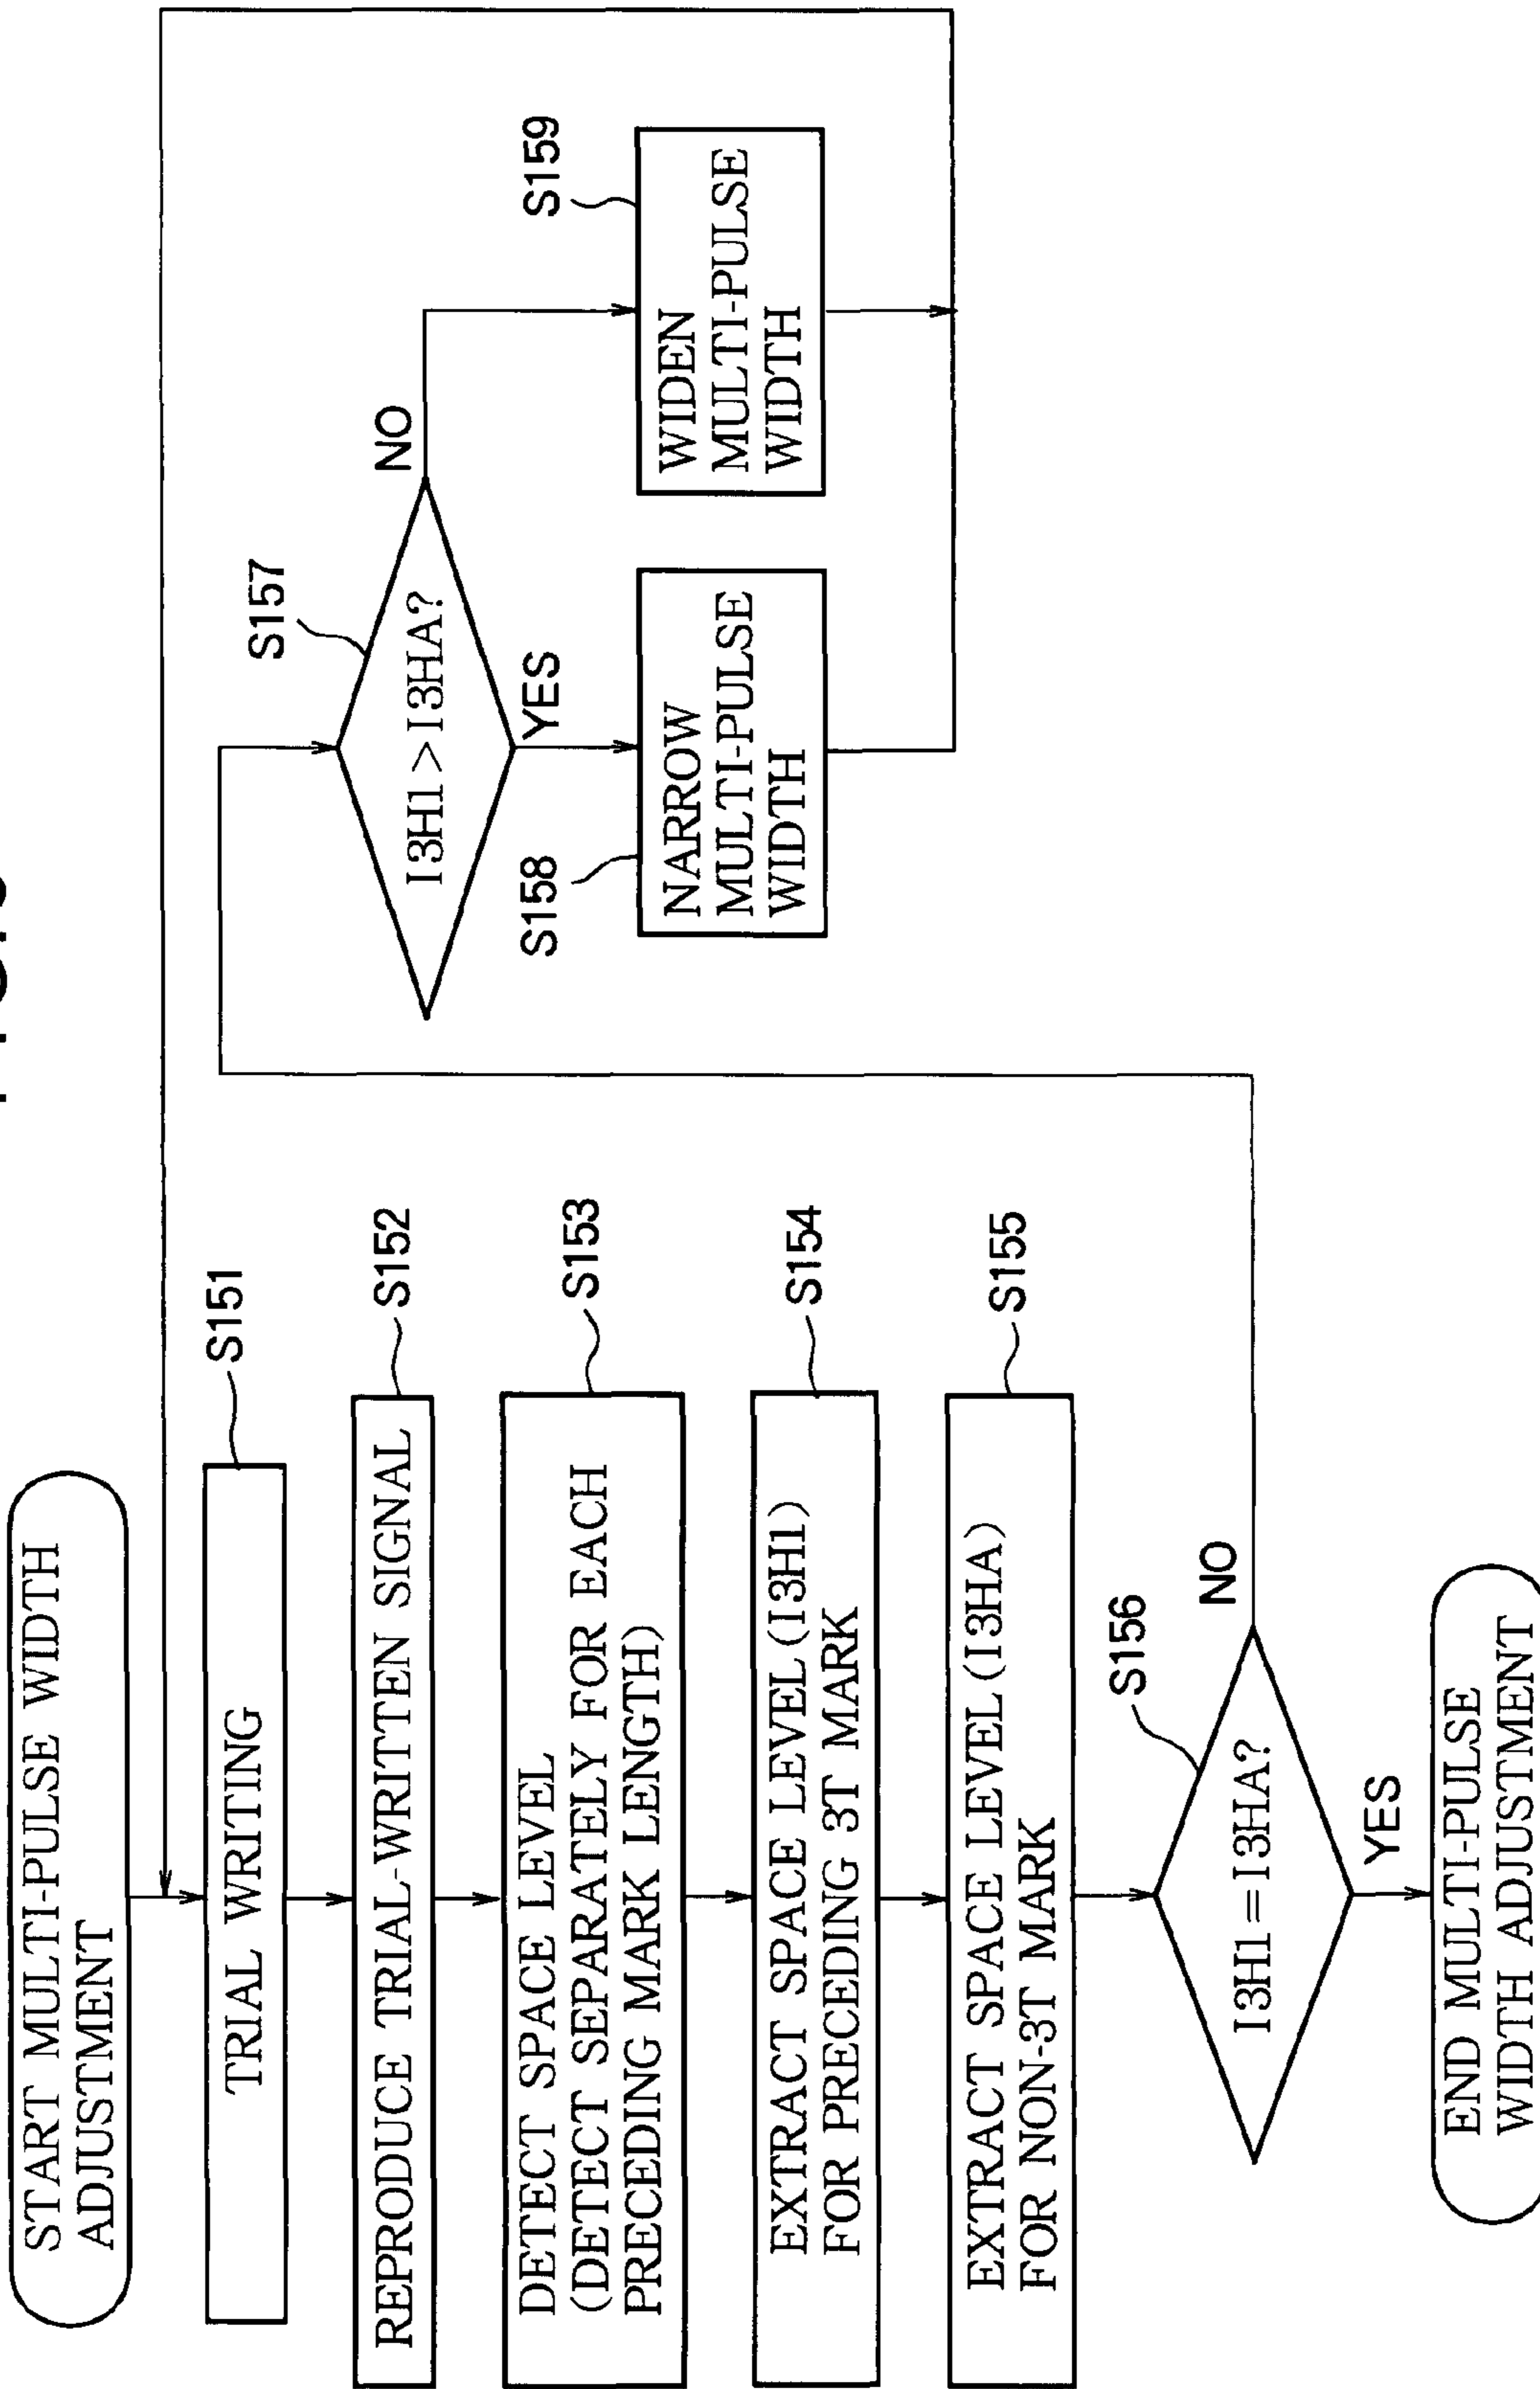 START MULTI-PULSE WIDTH
ADJUSTMENT
TRIAL WRITING
S151
REPRODUCE TRIAL-WRITTEN SIGNAL
S152
DETECT SPACE LEVEL
(DETECT SEPARATELY FOR EACH
PRECEDING MARK LENGTH)
S153
EXTRACT SPACE LEVEL(I3H1)
FOR PRECEDING 3T MARK
S154
EXTRACT SPACE LEVEL(I3HA)
FOR NON-3T MARK
S155
I3H1=I3HA?
S156
NO
YES
END MULTI-PULSE
WIDTH ADJUSTMENT
S157
I3H1>I3HA?
NO
YES
S158
NARROW
MULTI-PULSE
WIDTH
S159
WIDEN
MULTI-PULSE
WIDTH